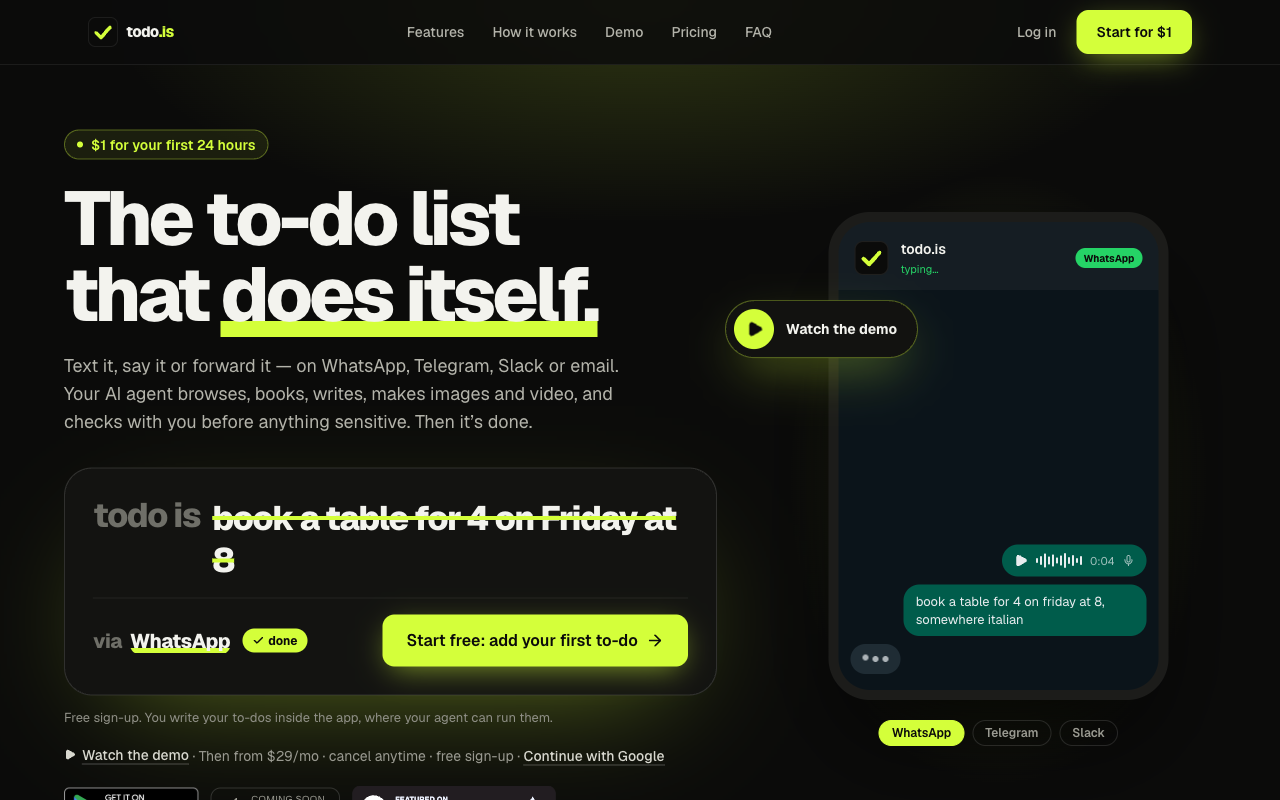 todo.is
Features
How it works
Demo
Pricing
FAQ
Log in
Start for $1
$1 for your first 24 hours
The to-do list
that does itself.
Text it, say it or forward it — on WhatsApp, Telegram, Slack or email.
Your AI agent browses, books, writes, makes images and video, and
checks with you before anything sensitive. Then it's done.
todo is book a table for 4 on Friday at
8
via WhatsApp
done
Start free: add your first to-do →
Free sign-up. You write your to-dos inside the app, where your agent can run them.
Watch the demo · Then from $29/mo · cancel anytime · free sign-up · Continue with Google
GET IT ON
COMING SOON
FEATURED ON
todo.is
typing…
WhatsApp
Watch the demo
0:04
book a table for 4 on friday at 8,
somewhere italian
WhatsApp
Telegram
Slack